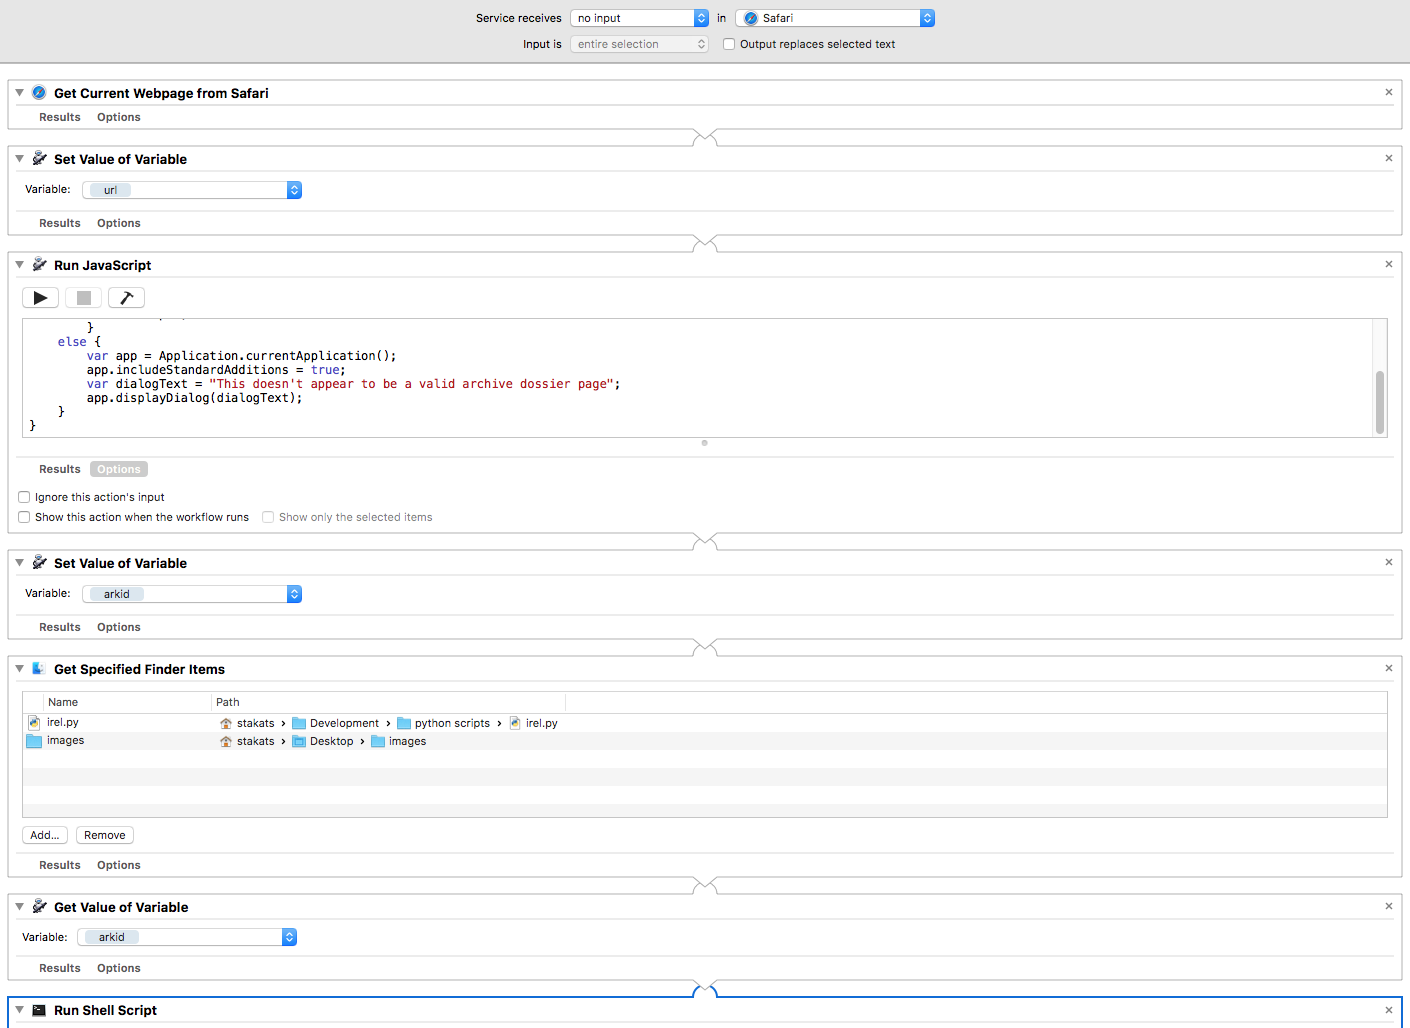 Service receives no input in Safari
Input is entire selection Output replaces selected text
Get Current Webpage from Safari
Results Options
Set Value of Variable
Variable: url
Results Options
Run JavaScript
}
else {
var app = Application.currentApplication();
app.includeStandardAdditions = true;
var dialogText = "This doesn't appear to be a valid archive dossier page";
app.displayDialog(dialogText);
}
}
Results Options
Ignore this action's input
Show this action when the workflow runs Show only the selected items
Set Value of Variable
Variable: arkid
Results Options
Get Specified Finder Items
Name Path
irel.py stakats › Development › python scripts › irel.py
images stakats › Desktop › images
Add... Remove
Results Options
Get Value of Variable
Variable: arkid
Results Options
Run Shell Script